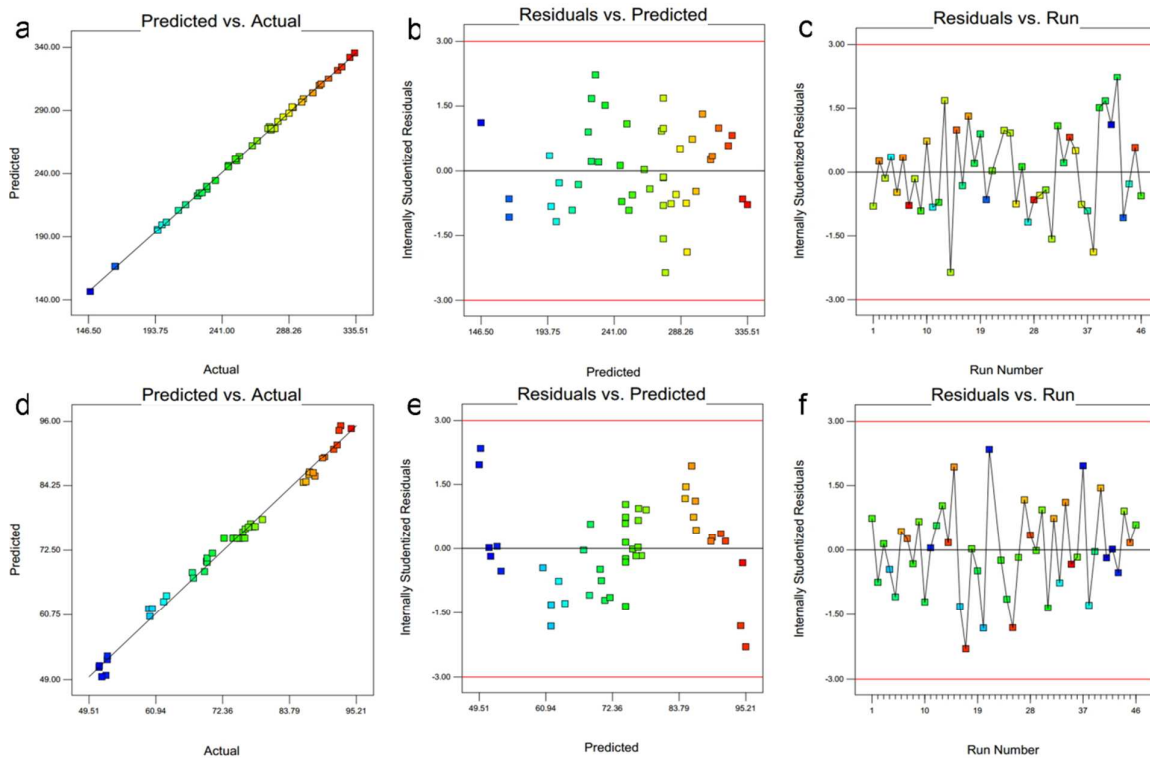 a
Predicted vs. Actual
Predicted
340.00
290.00
240.00
190.00
140.00
146.50
193.75
241.00
288.26
335.51
Actual
b
Residuals vs. Predicted
Internally Studentized Residuals
3.00
1.50
0.00
-1.50
-3.00
146.50
193.75
241.00
288.26
335.51
Predicted
c
Residuals vs. Run
Internally Studentized Residuals
3.00
1.50
0.00
-1.50
-3.00
1
10
19
28
37
46
Run Number
d
Predicted vs. Actual
Predicted
96.00
84.25
72.50
60.75
49.00
49.51
60.94
72.36
83.79
95.21
Actual
e
Residuals vs. Predicted
Internally Studentized Residuals
3.00
1.50
0.00
-1.50
-3.00
49.51
60.94
72.36
83.79
95.21
Predicted
f
Residuals vs. Run
Internally Studentized Residuals
3.00
1.50
0.00
-1.50
-3.00
1
10
19
28
37
46
Run Number